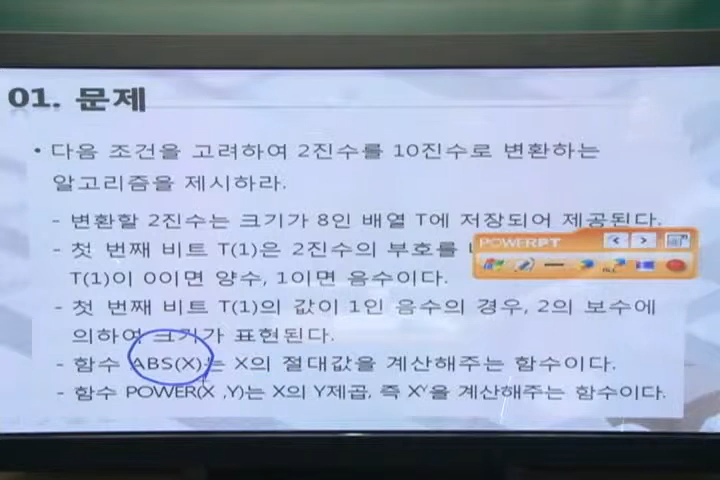 01. 문제
• 다음 조건을 고려하여 2진수를 10진수로 변환하는
알고리즘을 제시하라.
- 변환할 2진수는 크기가 8인 배열 T에 저장되어 제공된다.
- 첫 번째 비트 T(1)은 2진수의 부호를
POWERPT
T(1)이 0이면 양수, 1이면 음수이다.
- 첫 번째 비트 T(1)의 값이 1인 음수의 경우, 2의 보수에
의하여 크기가 표현된다.
- 함수 ABS(X)는 X의 절대값을 계산해주는 함수이다.
- 함수 POWER(X ,Y)는 X의 Y제곱, 즉 Xʸ을 계산해주는 함수이다.